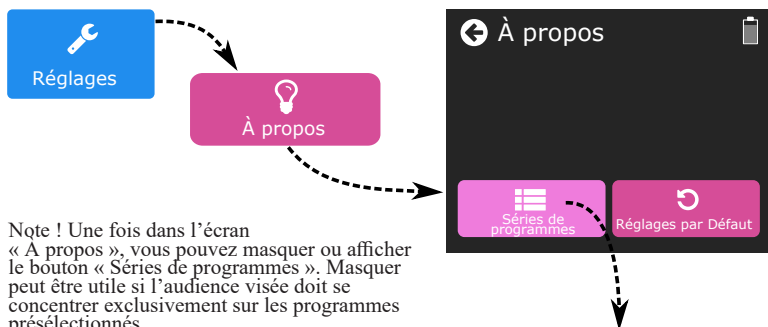 Réglages
À propos
À propos
Séries de
programmes
Réglages par Défaut
Note ! Une fois dans l’écran
« À propos », vous pouvez masquer ou afficher
le bouton « Séries de programmes ». Masquer
peut être utile si l’audience visée doit se
concentrer exclusivement sur les programmes
présélectionnés